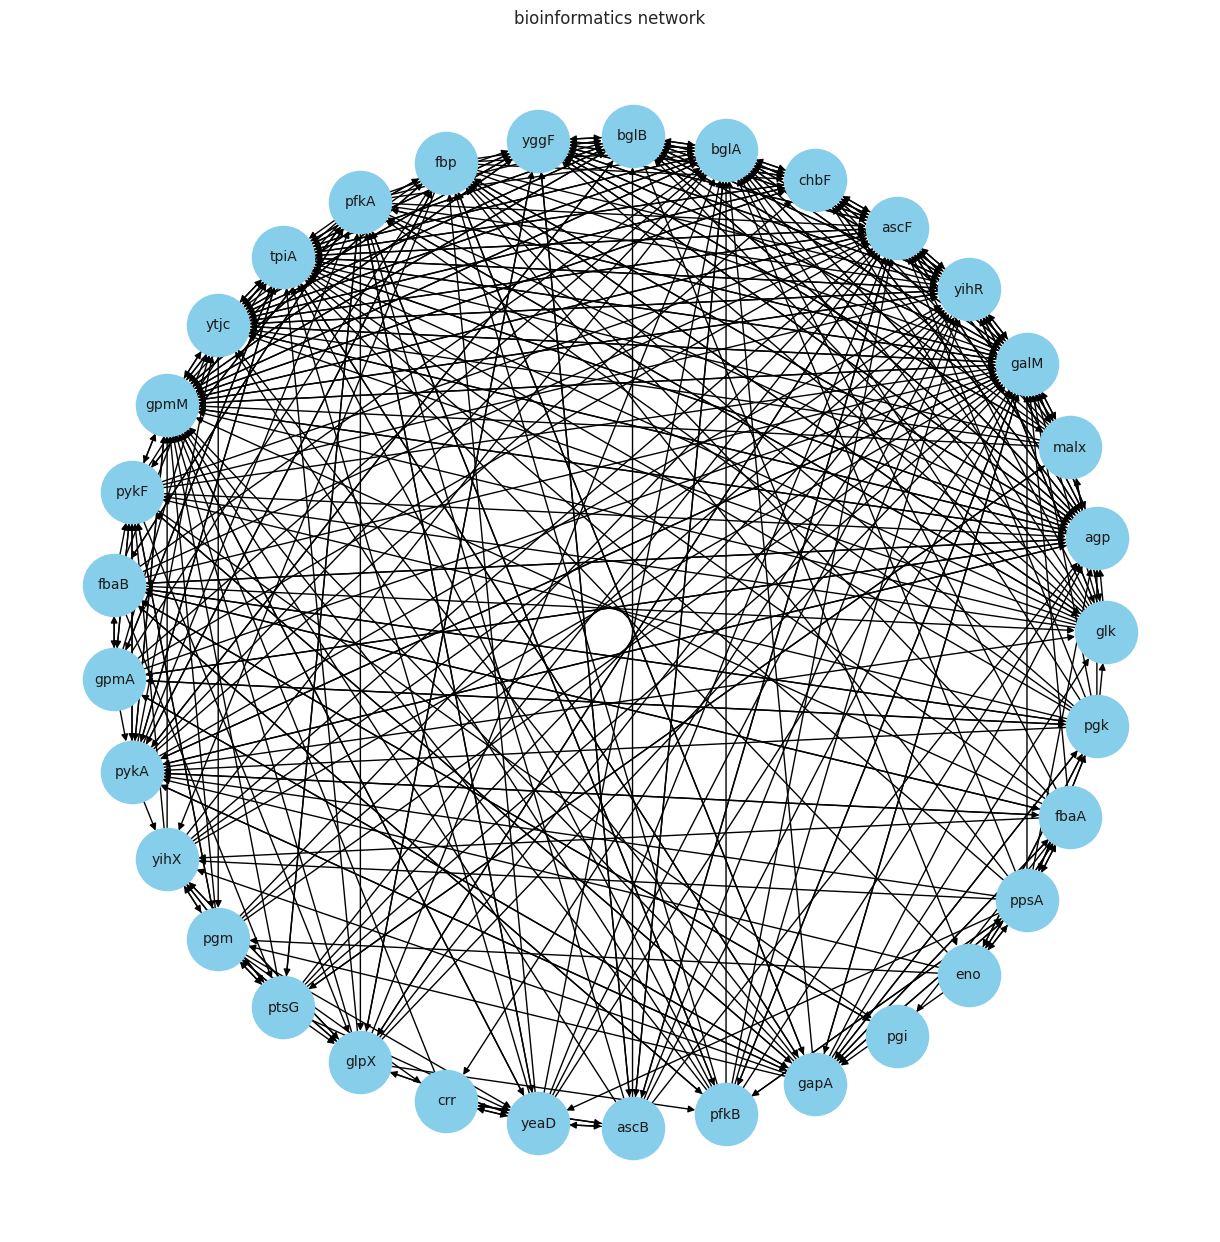 bioinformatics network
bglB
yggF
bglA
fbp
chbF
pfkA
ascF
tpiA
yihR
ytjc
galM
gpmM
malx
pykF
agp
fbaB
glk
gpmA
pgk
pykA
fbaA
yihX
ppsA
pgm
eno
ptsG
pgi
glpX
gapA
crr
pfkB
yeaD
ascB